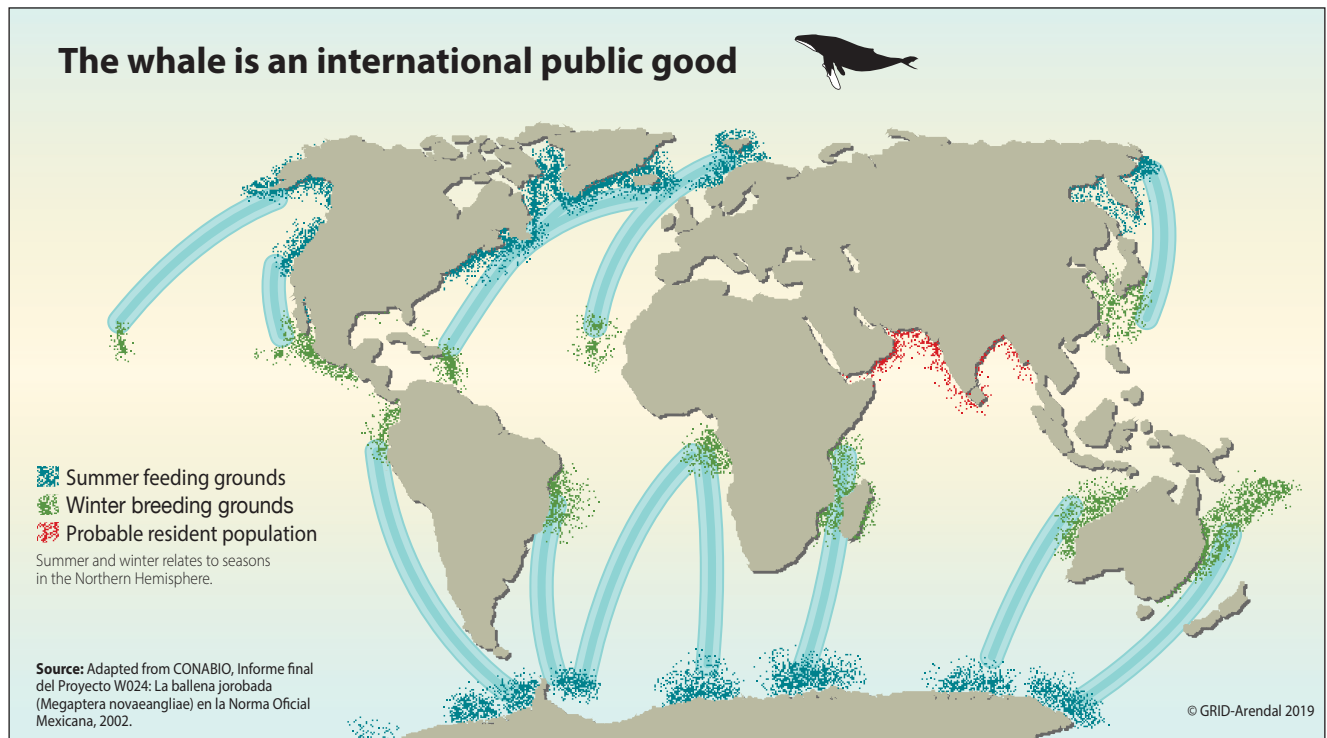 The whale is an international public good
Summer feeding grounds
Winter breeding grounds
Probable resident population
Summer and winter relates to seasons
in the Northern Hemisphere.
Source: Adapted from CONABIO, Informe final
del Proyecto W024: La ballena jorobada
(Megaptera novaeangliae) en la Norma Oficial
Mexicana, 2002.
© GRID-Arendal 2019